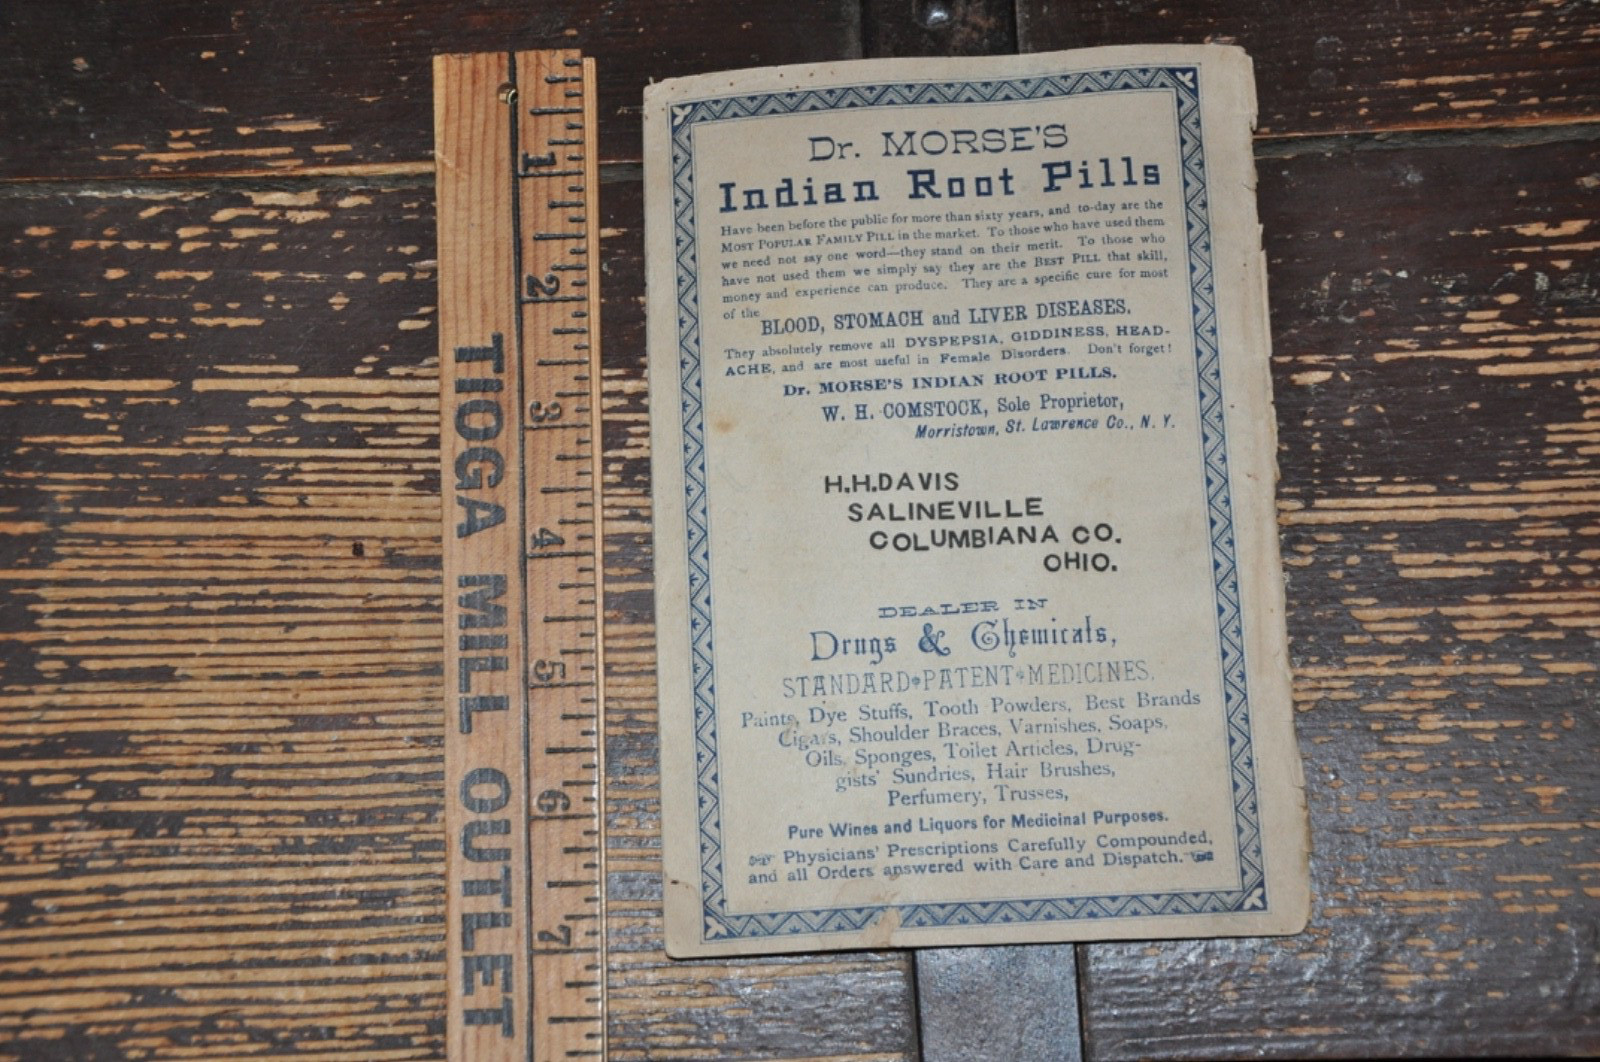 TIOGA MILL OUTLET
1
2
3
4
5
6
7
Dr. MORSE'S
Indian Root Pills
Have been before the public for more than sixty years, and to-day are the
MOST POPULAR FAMILY PILL in the market. To those who have used them
we need not say one word—they stand on their merit. To those who
have not used them we simply say they are the BEST PILL that skill,
money and experience can produce. They are a specific cure for most
of the
BLOOD, STOMACH and LIVER DISEASES.
They absolutely remove all DYSPEPSIA, GIDDINESS, HEAD-
ACHE, and are most useful in Female Disorders. Don't forget!
Dr. MORSE'S INDIAN ROOT PILLS.
W. H. COMSTOCK, Sole Proprietor,
Morristown, St. Lawrence Co., N. Y.
H.H.DAVIS
SALINEVILLE
COLUMBIANA CO.
OHIO.
DEALER IN
Drugs & Chemicals,
STANDARD PATENT MEDICINES.
Paints, Dye Stuffs, Tooth Powders, Best Brands
Cigars, Shoulder Braces, Varnishes, Soaps,
Oils, Sponges, Toilet Articles, Drug-
gists' Sundries, Hair Brushes,
Perfumery, Trusses,
Pure Wines and Liquors for Medicinal Purposes.
☞ Physicians' Prescriptions Carefully Compounded,
and all Orders answered with Care and Dispatch. ☜